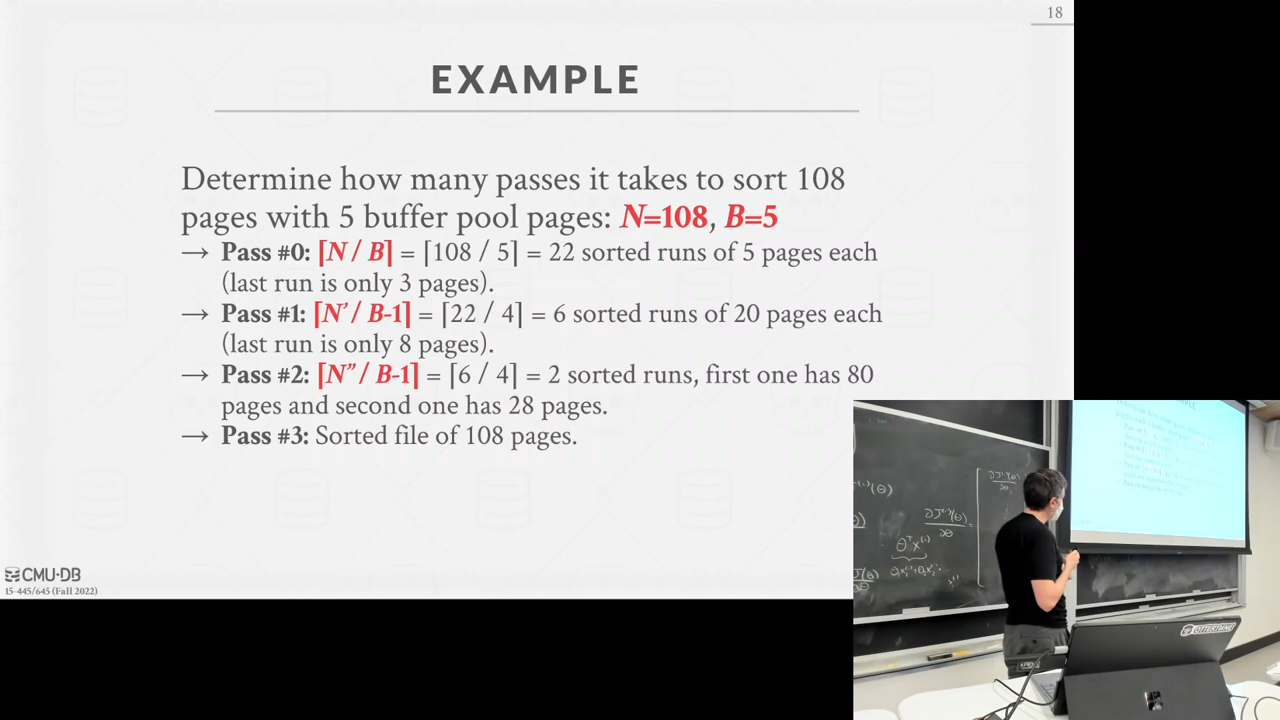 18
EXAMPLE
Determine how many passes it takes to sort 108
pages with 5 buffer pool pages: N=108, B=5
→ Pass #0: ⌈N / B⌉ = ⌈108 / 5⌉ = 22 sorted runs of 5 pages each
(last run is only 3 pages).
→ Pass #1: ⌈N’ / B-1⌉ = ⌈22 / 4⌉ = 6 sorted runs of 20 pages each
(last run is only 8 pages).
→ Pass #2: ⌈N” / B-1⌉ = ⌈6 / 4⌉ = 2 sorted runs, first one has 80
pages and second one has 28 pages.
→ Pass #3: Sorted file of 108 pages.
CMU·DB
15-445/645 (Fall 2022)
OTTERTUNE